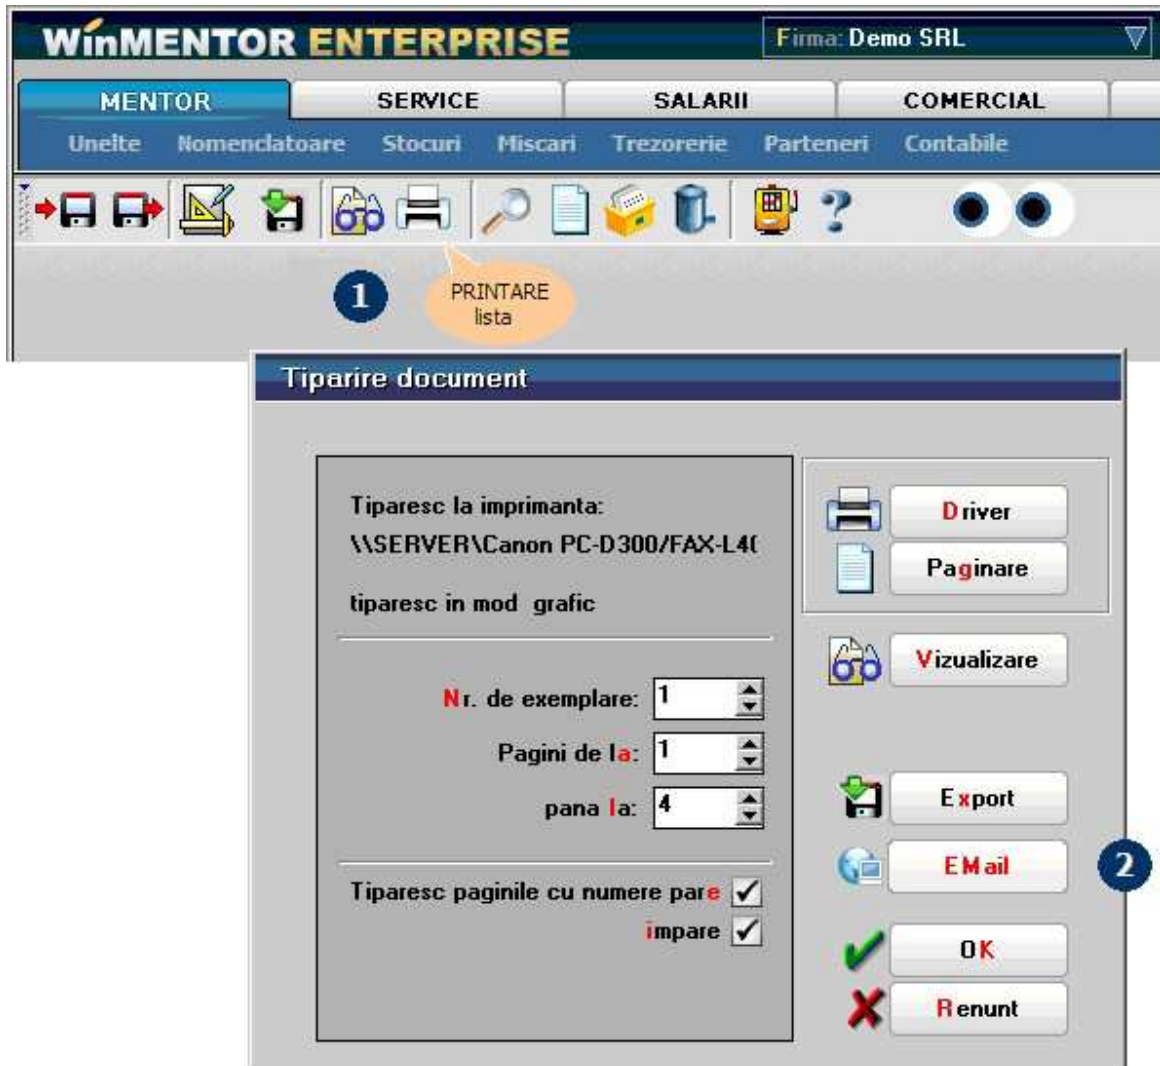 WinMENTOR ENTERPRISE
Firma: Demo SRL
MENTOR SERVICE SALARII COMERCIAL
Unelte Nomenclatoare Stocuri Miscari Trezorerie Parteneri Contabile
1
PRINTARE
lista
Tiparire document
Tiparesc la imprimanta:
\\SERVER\Canon PC-D300/FAX-L4(
tiparesc in mod grafic
Nr. de exemplare: 1
Pagini de la: 1
pana la: 4
Tiparesc paginile cu numere pare
impare
Driver
Paginare
Vizualizare
Export
EMail
2
OK
Renunt